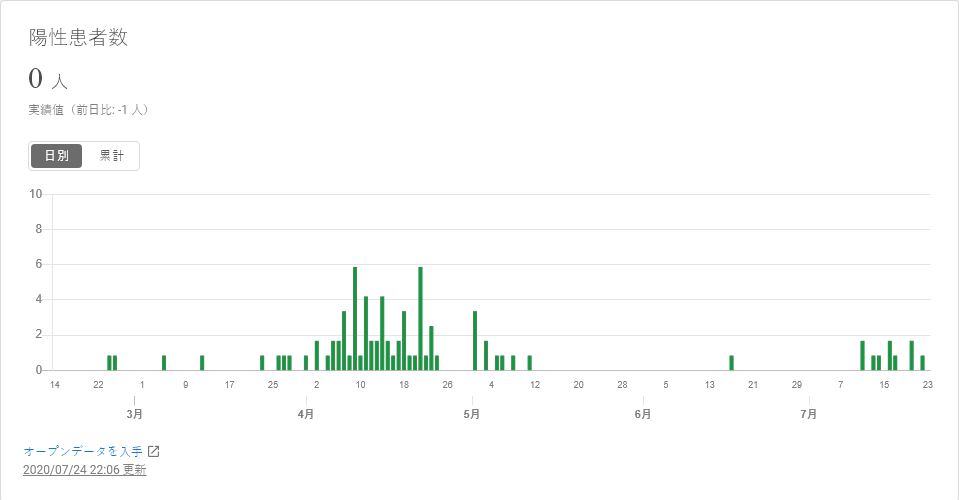 陽性患者数
0 人
実績値（前日比: -1 人）
日別 累計
10
8
6
4
2
0
14 22 1 9 17 25 2 10 18 26 4 12 20 28 5 13 21 29 7 15 23
3月 4月 5月 6月 7月
オープンデータを入手
2020/07/24 22:06 更新